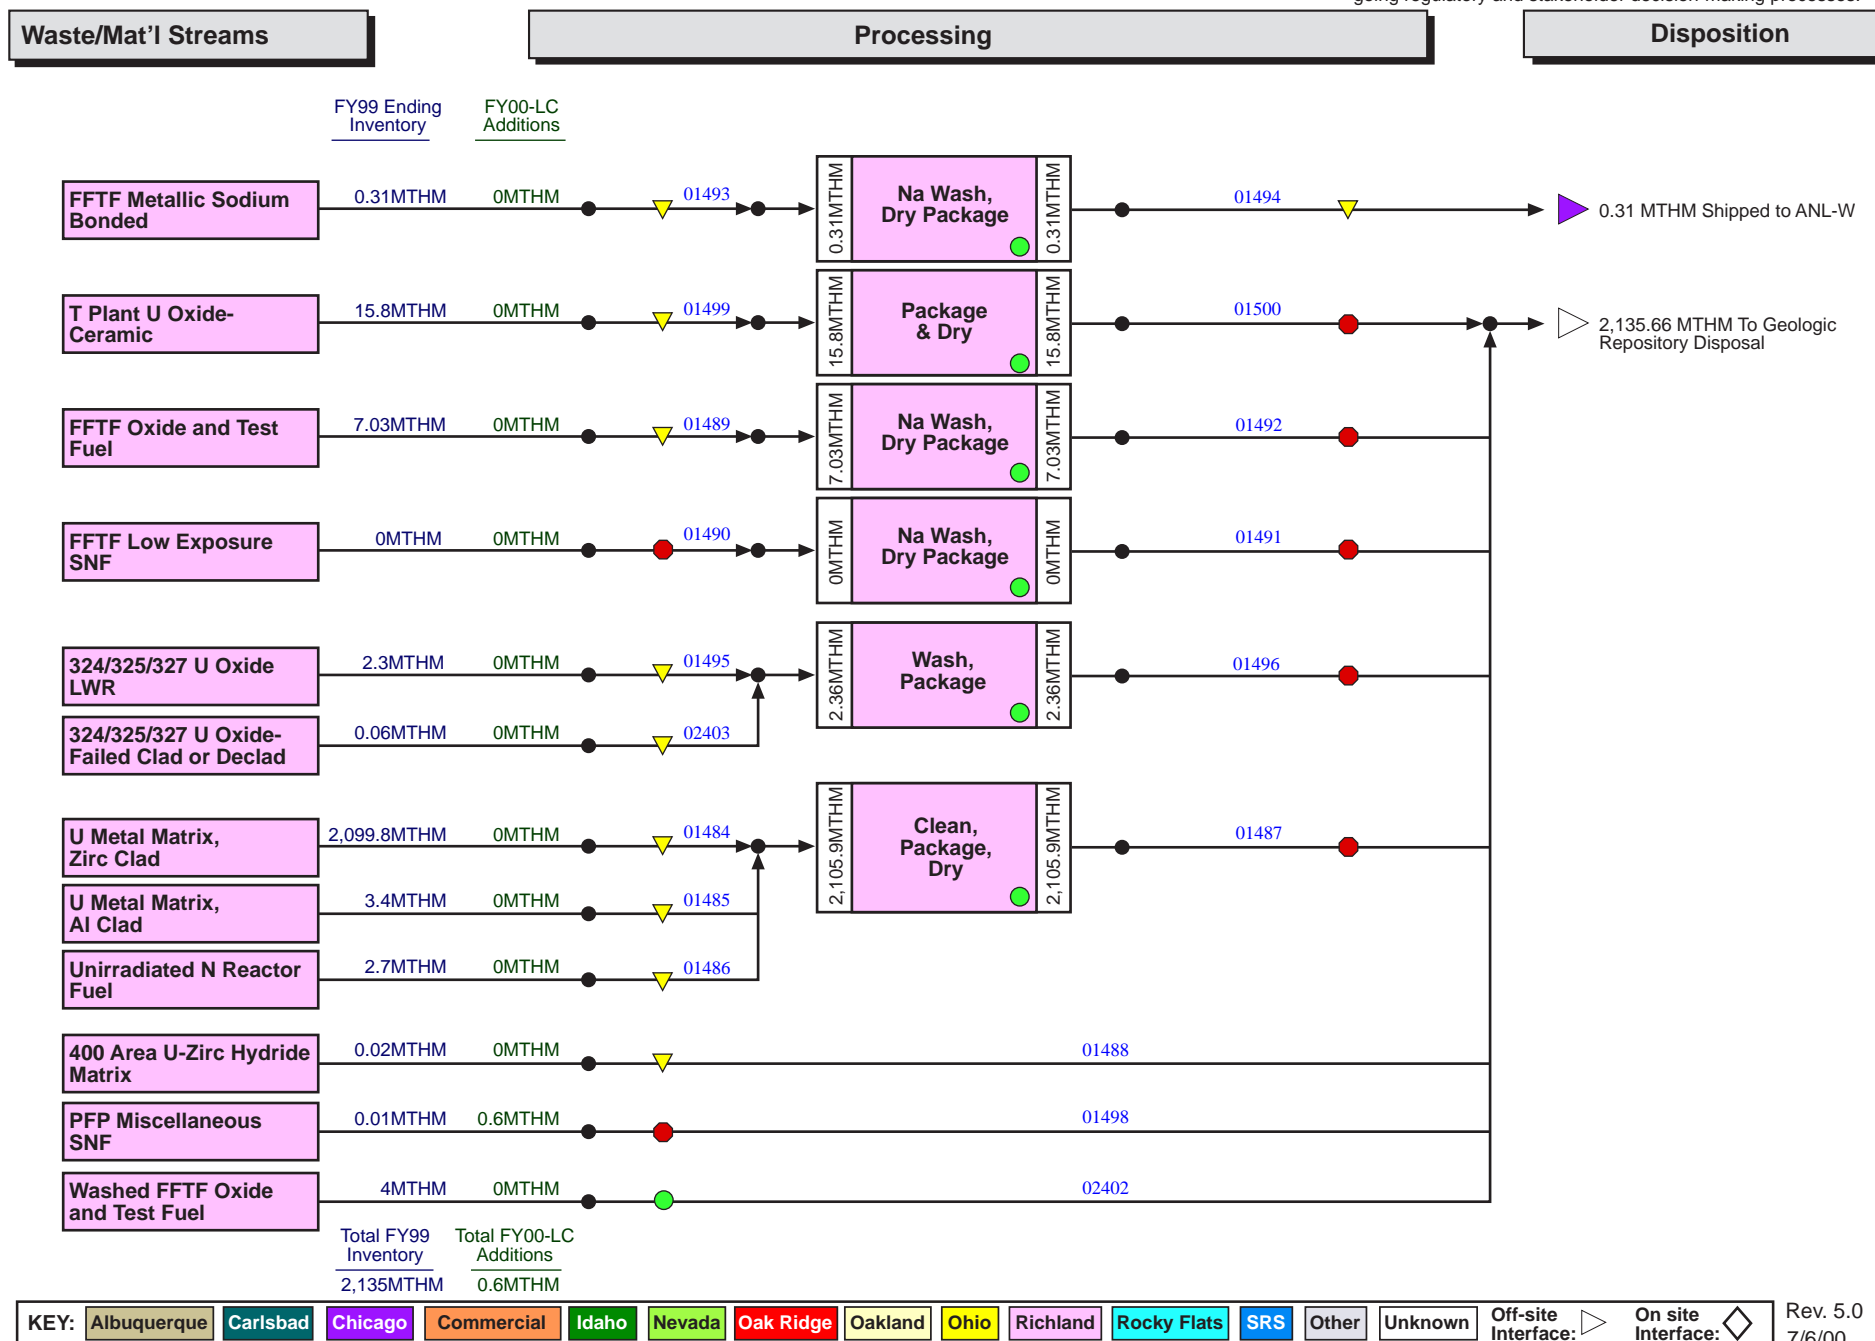 going regulatory and stakeholder decision-making processes.
Waste/Mat'l Streams
Processing
Disposition
FY99 Ending
Inventory
FY00-LC
Additions
FFTF Metallic Sodium
Bonded
0.31MTHM
0MTHM
01493
0.31MTHM
Na Wash,
Dry Package
0.31MTHM
01494
0.31 MTHM Shipped to ANL-W
T Plant U Oxide-
Ceramic
15.8MTHM
0MTHM
01499
15.8MTHM
Package
& Dry
15.8MTHM
01500
2,135.66 MTHM To Geologic
Repository Disposal
FFTF Oxide and Test
Fuel
7.03MTHM
0MTHM
01489
7.03MTHM
Na Wash,
Dry Package
7.03MTHM
01492
FFTF Low Exposure
SNF
0MTHM
0MTHM
01490
0MTHM
Na Wash,
Dry Package
0MTHM
01491
324/325/327 U Oxide
LWR
2.3MTHM
0MTHM
01495
2.36MTHM
Wash,
Package
2.36MTHM
01496
324/325/327 U Oxide-
Failed Clad or Declad
0.06MTHM
0MTHM
02403
U Metal Matrix,
Zirc Clad
2,099.8MTHM
0MTHM
01484
2,105.9MTHM
Clean,
Package,
Dry
2,105.9MTHM
01487
U Metal Matrix,
Al Clad
3.4MTHM
0MTHM
01485
Unirradiated N Reactor
Fuel
2.7MTHM
0MTHM
01486
400 Area U-Zirc Hydride
Matrix
0.02MTHM
0MTHM
01488
PFP Miscellaneous
SNF
0.01MTHM
0.6MTHM
01498
Washed FFTF Oxide
and Test Fuel
4MTHM
0MTHM
02402
Total FY99
Inventory
2,135MTHM
Total FY00-LC
Additions
0.6MTHM
KEY:
Albuquerque
Carlsbad
Chicago
Commercial
Idaho
Nevada
Oak Ridge
Oakland
Ohio
Richland
Rocky Flats
SRS
Other
Unknown
Off-site
Interface:
On site
Interface:
Rev. 5.0
7/6/00